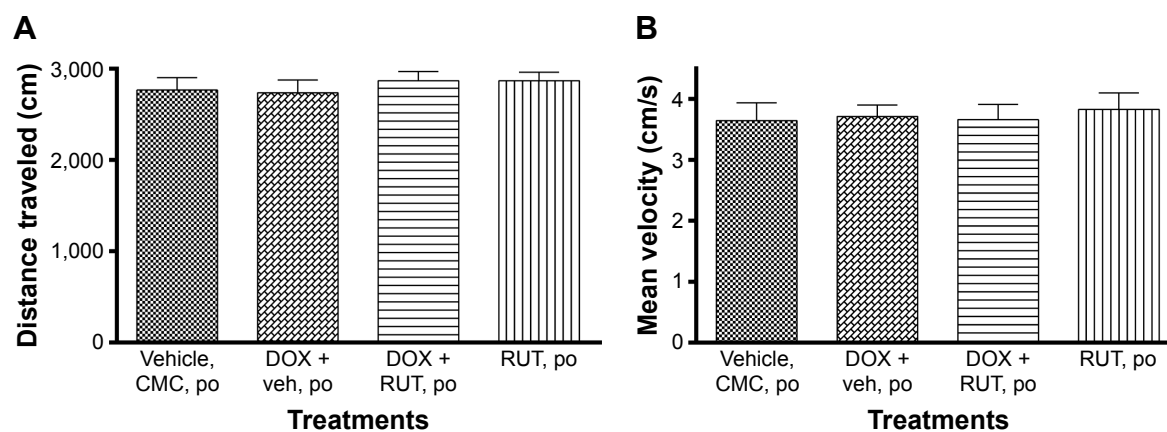 A
Distance traveled (cm)
3,000
2,000
1,000
0
Vehicle,
CMC, po
DOX +
veh, po
DOX +
RUT, po
RUT, po
Treatments
B
Mean velocity (cm/s)
4
3
2
1
0
Vehicle,
CMC, po
DOX +
veh, po
DOX +
RUT, po
RUT, po
Treatments